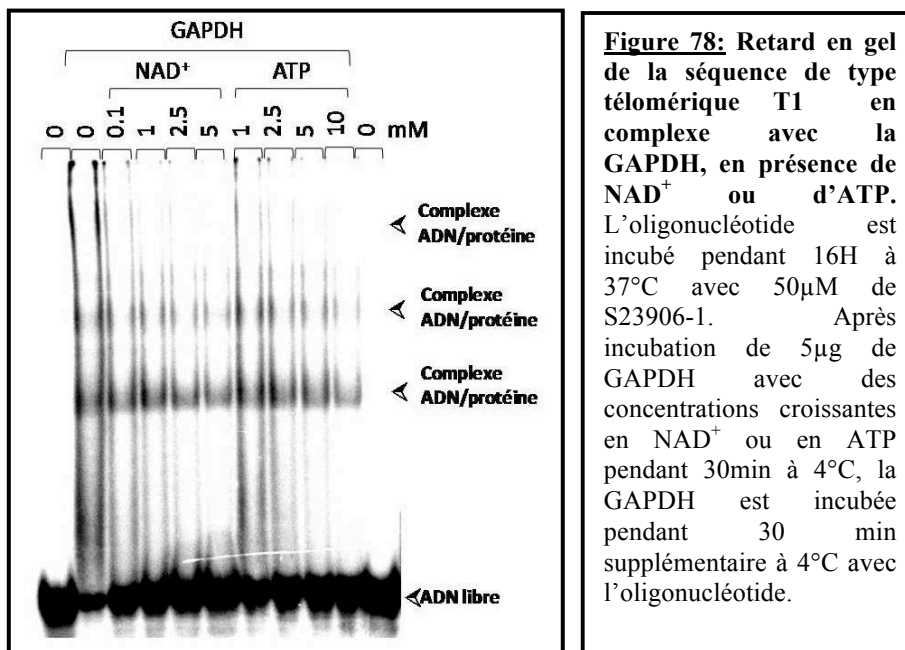 GAPDH
NAD+ ATP
0 0 0.1 1 2.5 5 1 2.5 5 10 0 mM
Complexe
ADN/protéine
Complexe
ADN/protéine
Complexe
ADN/protéine
ADN libre
Figure 78: Retard en gel
de la séquence de type
télomérique T1 en
complexe avec la
GAPDH, en présence de
NAD+ ou d'ATP.
L'oligonucléotide est
incubé pendant 16H à
37°C avec 50µM de
S23906-1. Après
incubation de 5µg de
GAPDH avec des
concentrations croissantes
en NAD+ ou en ATP
pendant 30min à 4°C, la
GAPDH est incubée
pendant 30 min
supplémentaire à 4°C avec
l'oligonucléotide.